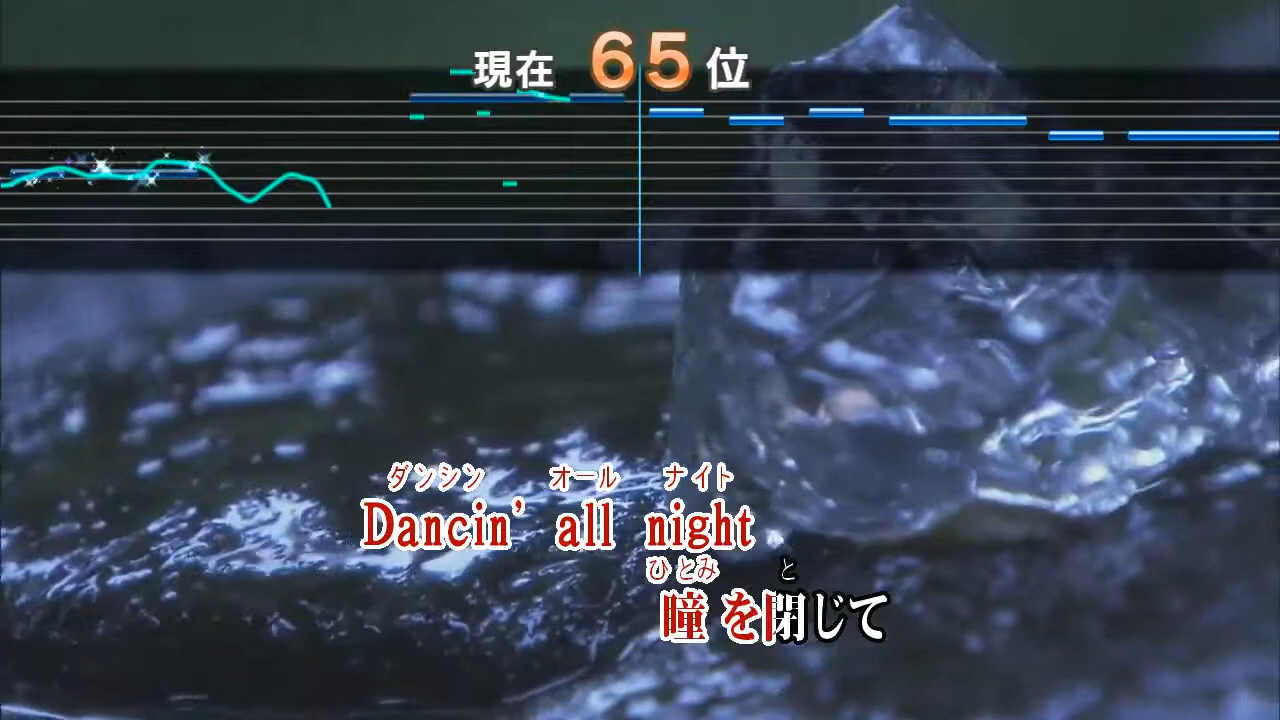 現在 65 位
ダンシン オール ナイト
Dancin' all night
ひとみ と
瞳を閉じて